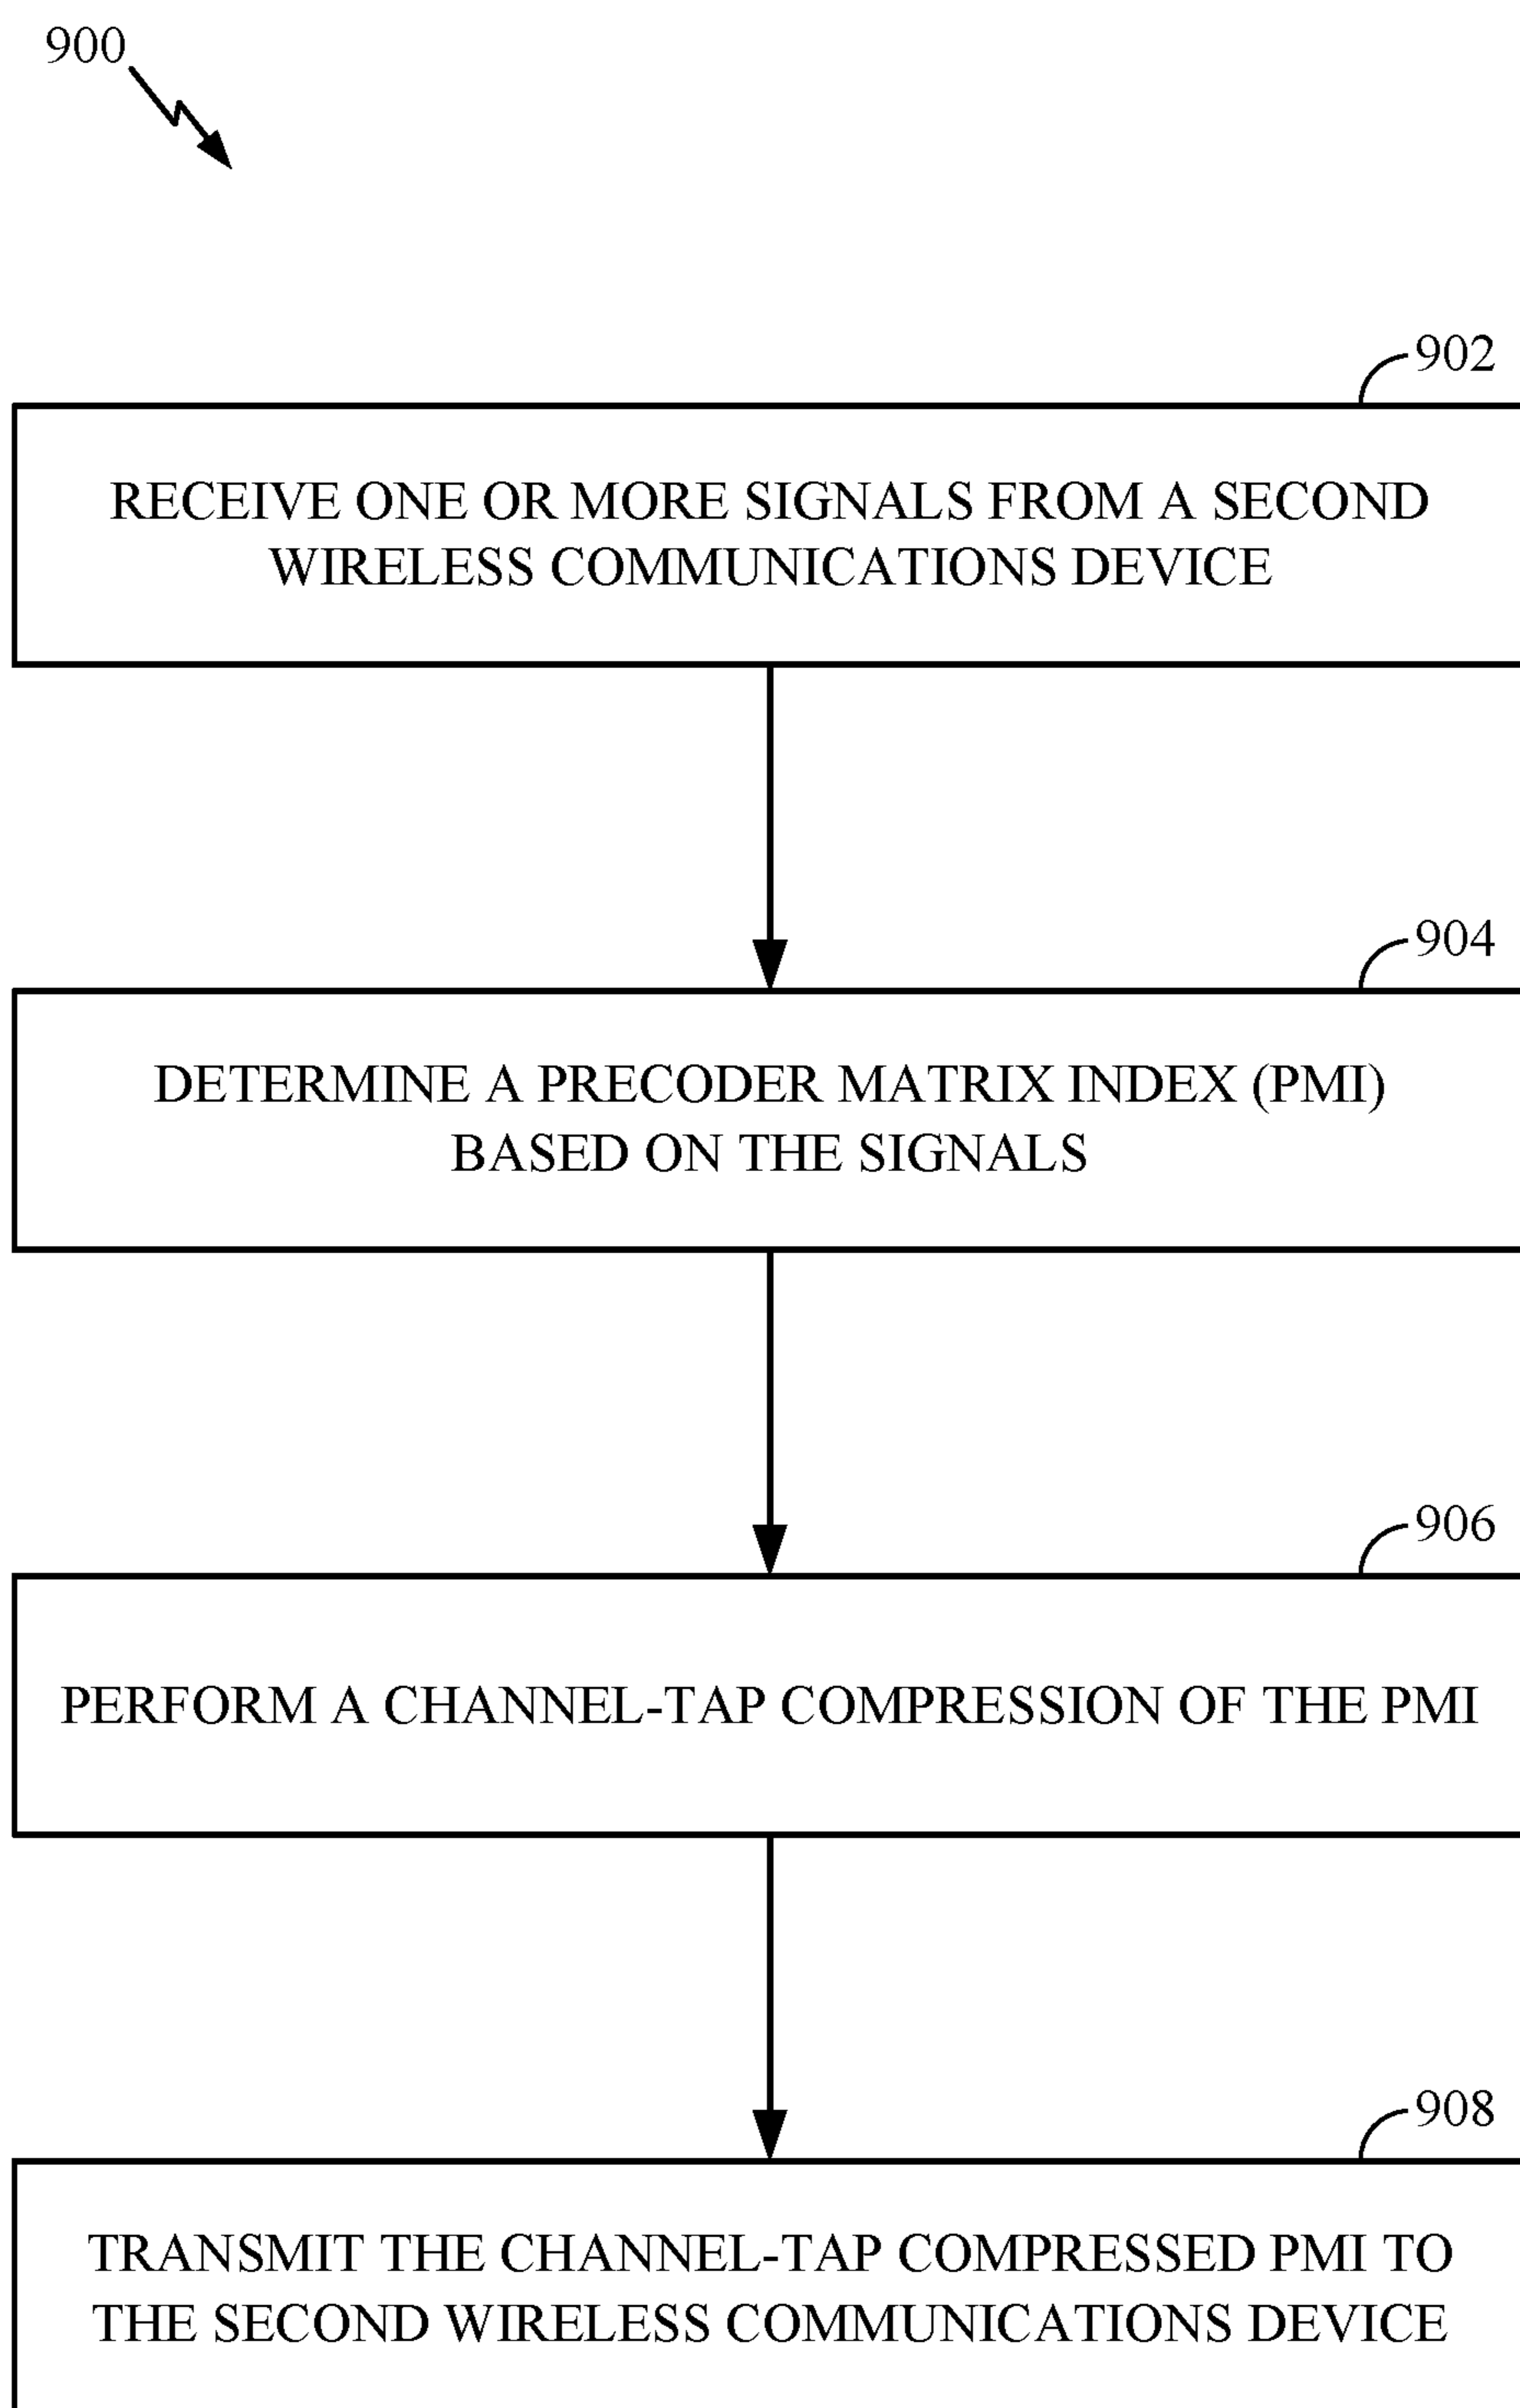 900
902
RECEIVE ONE OR MORE SIGNALS FROM A SECOND
WIRELESS COMMUNICATIONS DEVICE
904
DETERMINE A PRECODER MATRIX INDEX (PMI)
BASED ON THE SIGNALS
906
PERFORM A CHANNEL-TAP COMPRESSION OF THE PMI
908
TRANSMIT THE CHANNEL-TAP COMPRESSED PMI TO
THE SECOND WIRELESS COMMUNICATIONS DEVICE